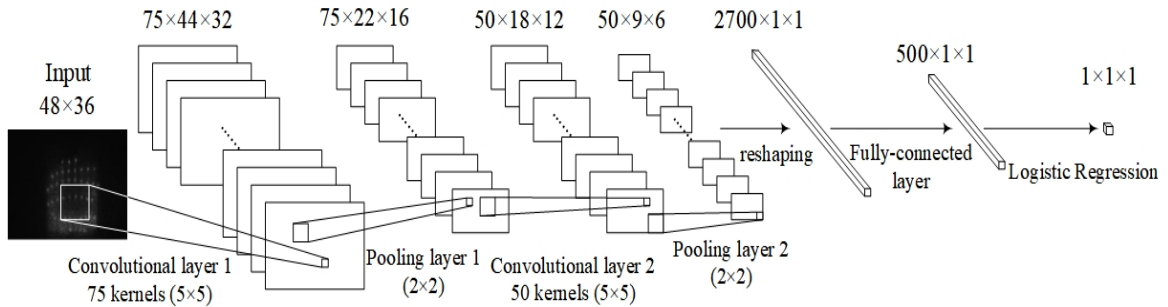 75×44×32
75×22×16
50×18×12
50×9×6
2700×1×1
500×1×1
1×1×1
Input
48×36
reshaping
Fully-connected
layer
Logistic Regression
Convolutional layer 1
75 kernels (5×5)
Pooling layer 1
(2×2)
Convolutional layer 2
50 kernels (5×5)
Pooling layer 2
(2×2)